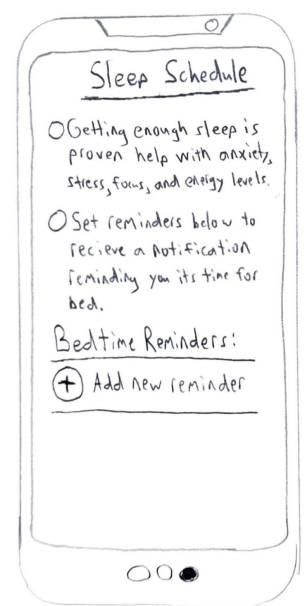 Sleep Schedule
Getting enough sleep is
proven help with anxiety,
stress, focus, and energy levels.
Set reminders below to
recieve a notification
reminding you its time for
bed.
Bedtime Reminders:
+ Add new reminder